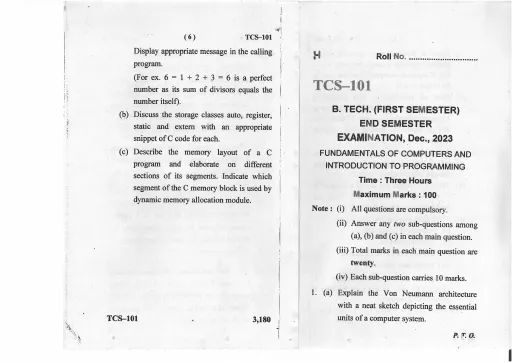 ( 6 ) TCS–101
Display appropriate message in the calling
program.
(For ex. 6 = 1 + 2 + 3 = 6 is a perfect
number as its sum of divisors equals the
number itself).
(b) Discuss the storage classes auto, register,
static and extern with an appropriate
snippet of C code for each.
(c) Describe the memory layout of a C
program and elaborate on different
sections of its segments. Indicate which
segment of the C memory block is used by
dynamic memory allocation module.
TCS–101 3,180
H Roll No. ..............................
TCS–101
B. TECH. (FIRST SEMESTER)
END SEMESTER
EXAMINATION, Dec., 2023
FUNDAMENTALS OF COMPUTERS AND
INTRODUCTION TO PROGRAMMING
Time : Three Hours
Maximum Marks : 100
Note : (i) All questions are compulsory.
(ii) Answer any two sub-questions among
(a), (b) and (c) in each main question.
(iii) Total marks in each main question are
twenty.
(iv) Each sub-question carries 10 marks.
1. (a) Explain the Von Neumann architecture
with a neat sketch depicting the essential
units of a computer system.
P. T. O.